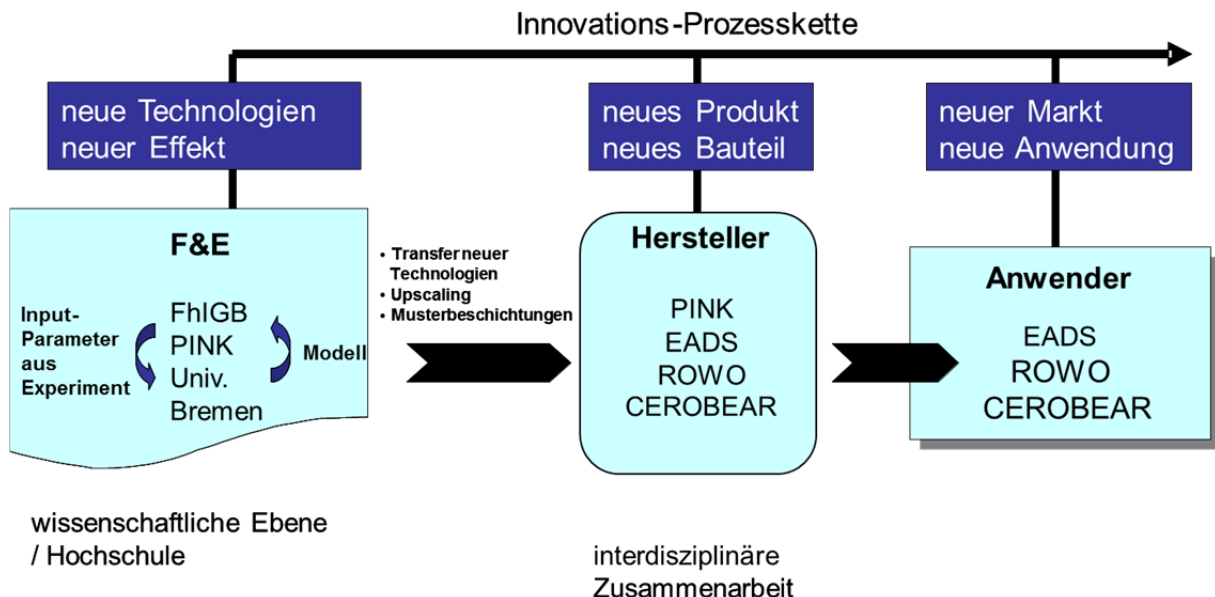 Innovations-Prozesskette
neue Technologien
neuer Effekt
neues Produkt
neues Bauteil
neuer Markt
neue Anwendung
F&E
Input-
Parameter
aus
Experiment
FhIGB
PINK
Univ.
Bremen
Modell
• Transfer neuer
Technologien
• Upscaling
• Musterbeschichtungen
Hersteller
PINK
EADS
ROWO
CEROBEAR
Anwender
EADS
ROWO
CEROBEAR
wissenschaftliche Ebene
/ Hochschule
interdisziplinäre
Zusammenarbeit